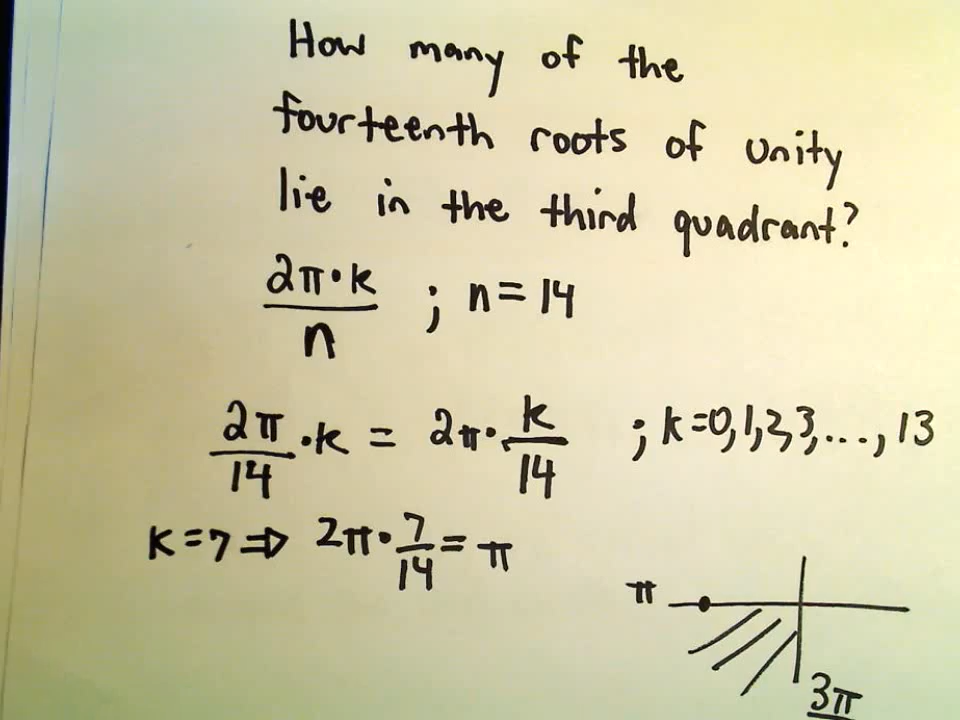 How many of the
fourteenth roots of unity
lie in the third quadrant?
2π·k / n ; n = 14
2π/14 ·k = 2π· k/14 ; k=0,1,2,3,...,13
k=7 ⇒ 2π· 7/14 = π
π
3π